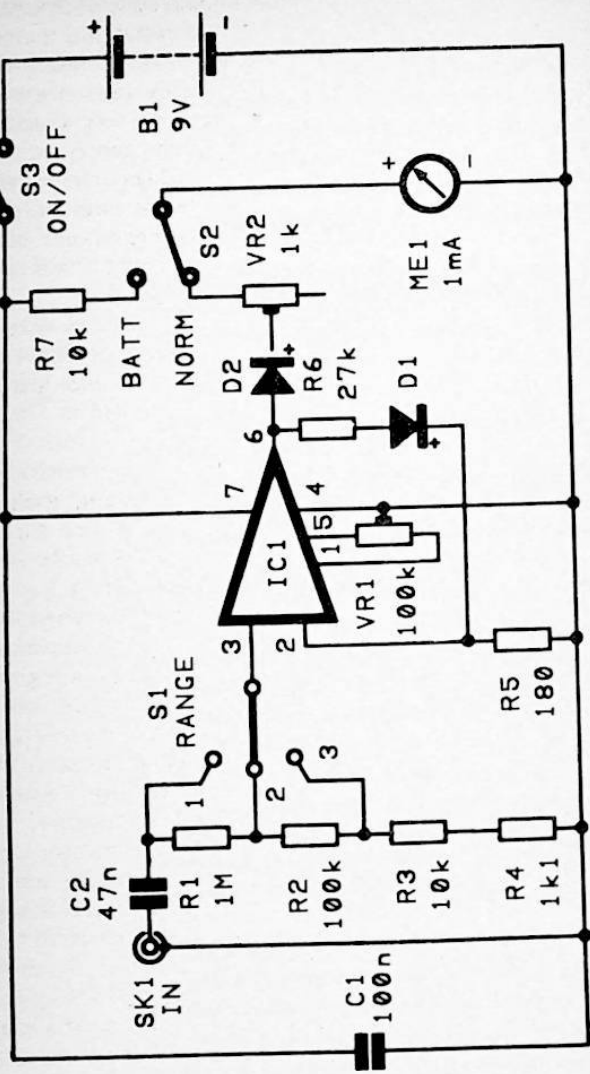 SK1
IN
C2
47n
R1
1M
R2
100k
R3
10k
R4
1k1
C1
100n
S1
RANGE
1
2
3
3
2
IC1
7
6
4
5
1
VR1
100k
R5
180
R6
27k
D1
+
D2
+
VR2
1k
R7
10k
BATT
NORM
S2
S3
ON/OFF
B1
9V
+
-
ME1
1mA
+
-